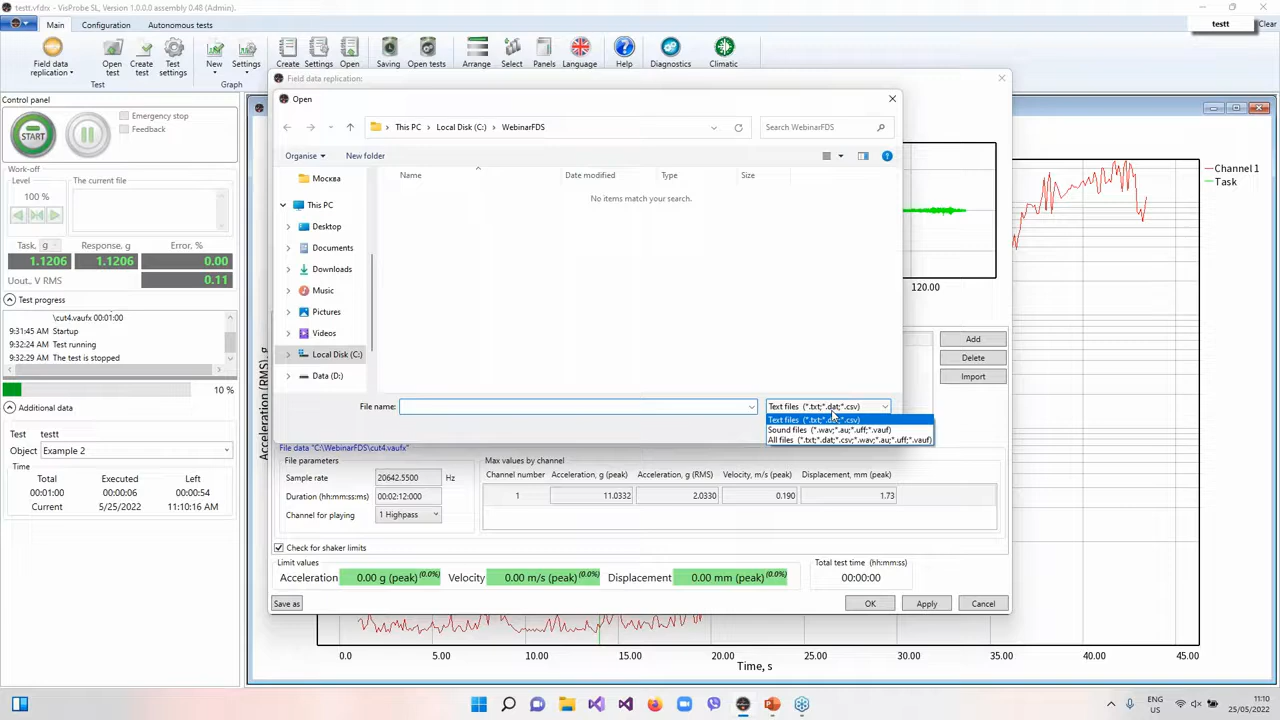 testt.vfdrx - VisProbe SL, Version 1.0.0.0 assembly 0.48 (Admin).
Main
Configuration
Autonomous tests
testt
Clear
Field data
replication
Open
test
Create
test
Test
settings
New
Settings
Create
Settings
Open
Saving
Open tests
Arrange
Select
Panels
Language
Help
Diagnostics
Climatic
Test
Graph
Control panel
START
Emergency stop
Feedback
Work-off
Level
The current file
100 %
Task, g
Response, g
Error, %
1.1206
1.1206
0.00
Uout., V RMS
0.11
Test progress
\cut4.vaufx 00:01:00
9:31:45 AM Startup
9:32:24 AM Test running
9:32:29 AM The test is stopped
10 %
Additional data
Test
testt
Object
Example 2
Time
Total
Executed
Left
00:01:00
00:00:06
00:00:54
Current
5/25/2022
11:10:16 AM
Field data replication:
Open
This PC
Local Disk (C:)
WebinarFDS
Search WebinarFDS
Organise
New folder
Name
Date modified
Type
Size
No items match your search.
Москва
This PC
Desktop
Documents
Downloads
Music
Pictures
Videos
Local Disk (C:)
Data (D:)
File name:
Text files (*.txt;*.dat;*.csv)
Text files (*.txt;*.dat;*.csv)
Sound files (*.wav;*.au;*.uff;*.vauf)
All files (*.txt;*.dat;*.csv;*.wav;*.au;*.uff;*.vauf)
120.00
Add
Delete
Import
File data "C:\WebinarFDS\cut4.vaufx"
File parameters
Sample rate
20642.5500
Hz
Duration (hh:mm:ss:ms)
00:02:12:000
Channel for playing
1 Highpass
Max values by channel
Channel number
Acceleration, g (peak)
Acceleration, g (RMS)
Velocity, m/s (peak)
Displacement, mm (peak)
1
11.0332
2.0330
0.190
1.73
Check for shaker limits
Limit values
Acceleration
0.00 g (peak) (0.0%)
Velocity
0.00 m/s (peak) (0.0%)
Displacement
0.00 mm (peak) (0.0%)
Total test time (hh:mm:ss)
00:00:00
Save as
OK
Apply
Cancel
Channel 1
Task
Acceleration (RMS), g
0.0
5.00
10.00
15.00
20.00
25.00
30.00
35.00
40.00
45.00
Time, s
ENG
US
11:10
25/05/2022